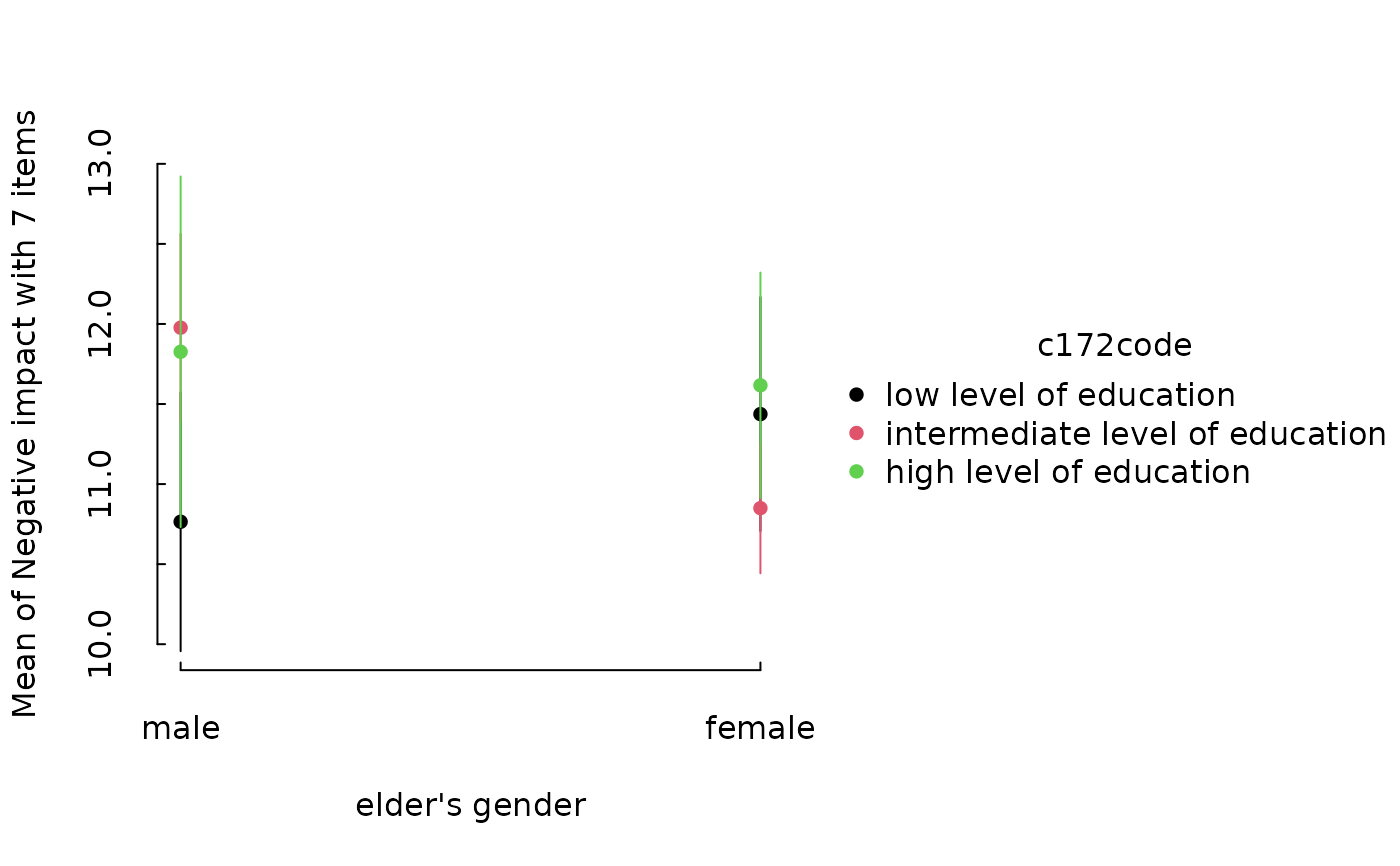 Mean of Negative impact with 7 items
13.0
12.0
11.0
10.0
male
female
elder's gender
c172code
low level of education
intermediate level of education
high level of education